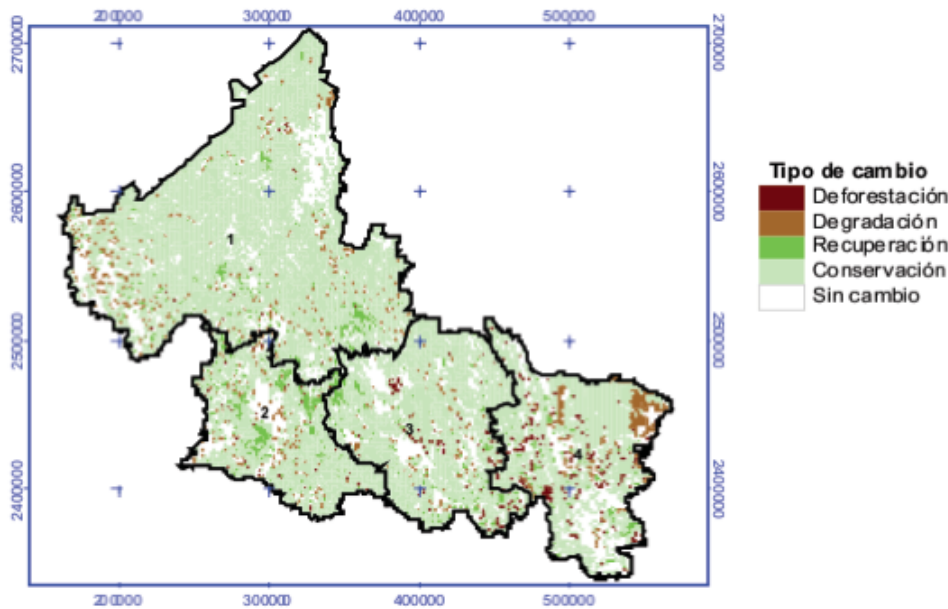 200000 300000 400000 500000
2700000 2700000
2600000 2600000
2500000 2500000
2400000 2400000
1
2
3
4
200000 300000 400000 500000
Tipo de cambio
Deforestación
Degradación
Recuperación
Conservación
Sin cambio